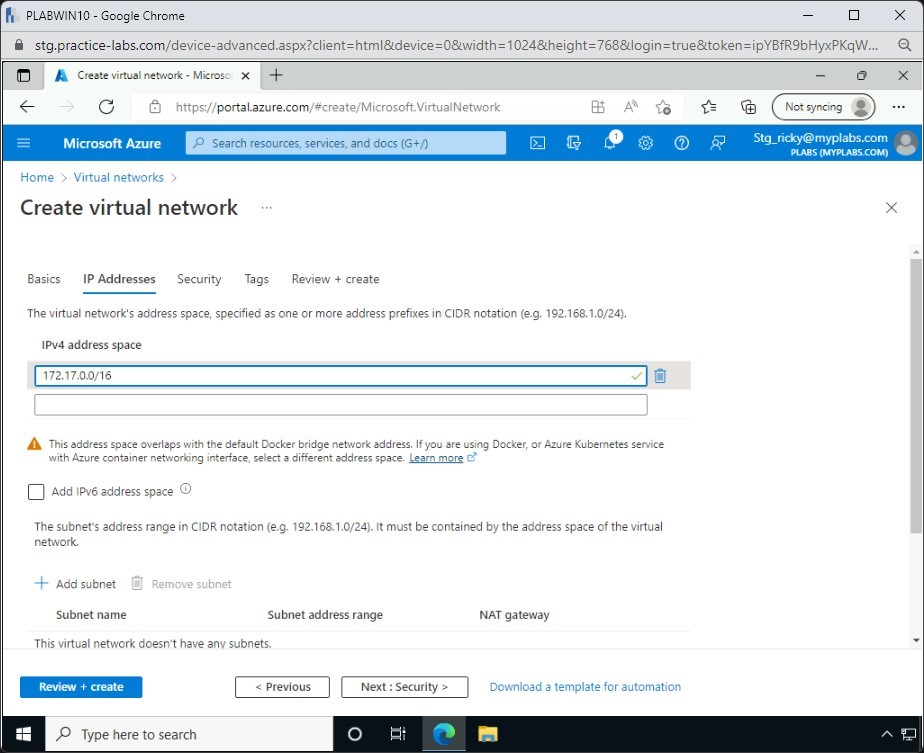 PLABWIN10 - Google Chrome
stg.practice-labs.com/device-advanced.aspx?client=html&device=0&width=1024&height=768&login=true&token=ipYBfR9bHyxPKqW...
Create virtual network - Microso
https://portal.azure.com/#create/Microsoft.VirtualNetwork
Not syncing
Microsoft Azure
Search resources, services, and docs (G+/)
1
Stg_ricky@myplabs.com
PLABS (MYPLABS.COM)
Home > Virtual networks >
Create virtual network ...
Basics IP Addresses Security Tags Review + create
The virtual network's address space, specified as one or more address prefixes in CIDR notation (e.g. 192.168.1.0/24).
IPv4 address space
172.17.0.0/16
This address space overlaps with the default Docker bridge network address. If you are using Docker, or Azure Kubernetes service
with Azure container networking interface, select a different address space. Learn more
Add IPv6 address space
The subnet's address range in CIDR notation (e.g. 192.168.1.0/24). It must be contained by the address space of the virtual
network.
+ Add subnet Remove subnet
Subnet name Subnet address range NAT gateway
This virtual network doesn't have any subnets.
Review + create < Previous Next : Security > Download a template for automation
Type here to search